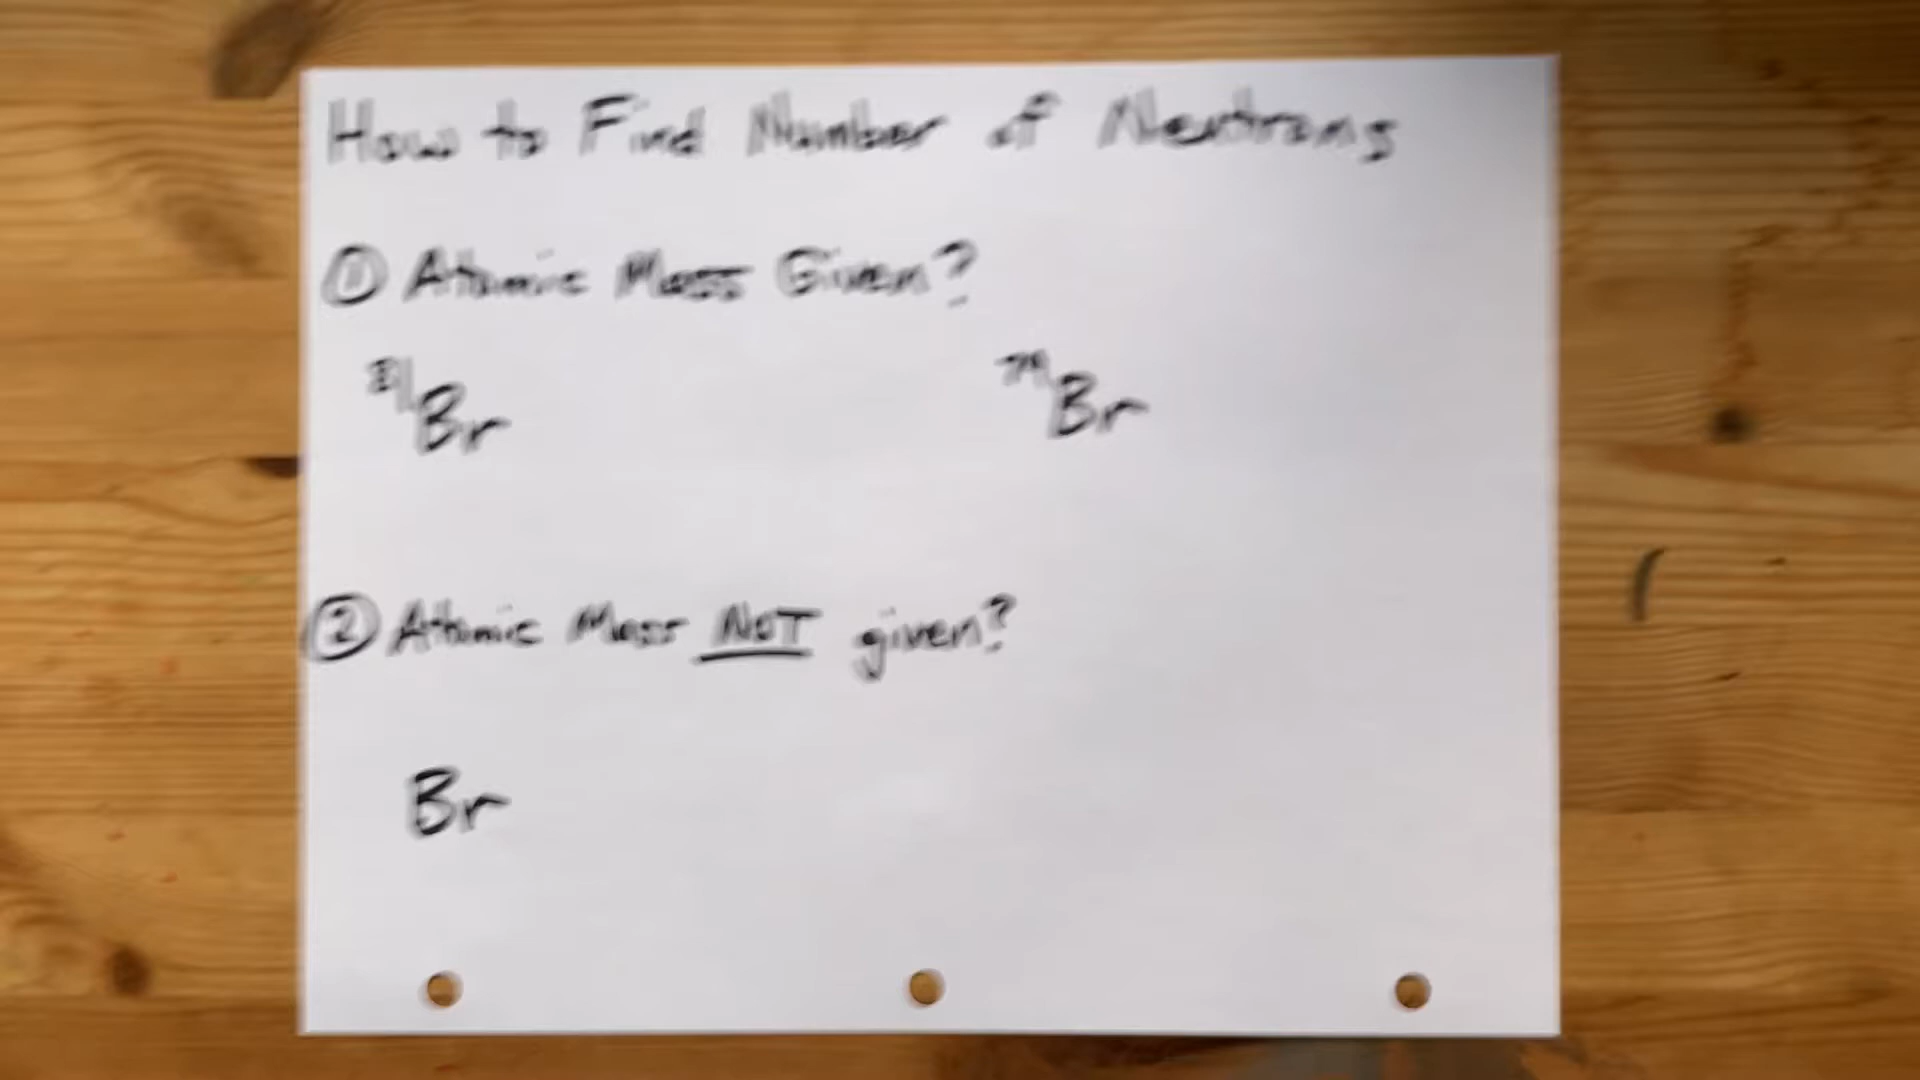 How to Find Number of Neutrons
① Atomic Mass Given?
81Br 79Br
② Atomic Mass NOT given?
Br